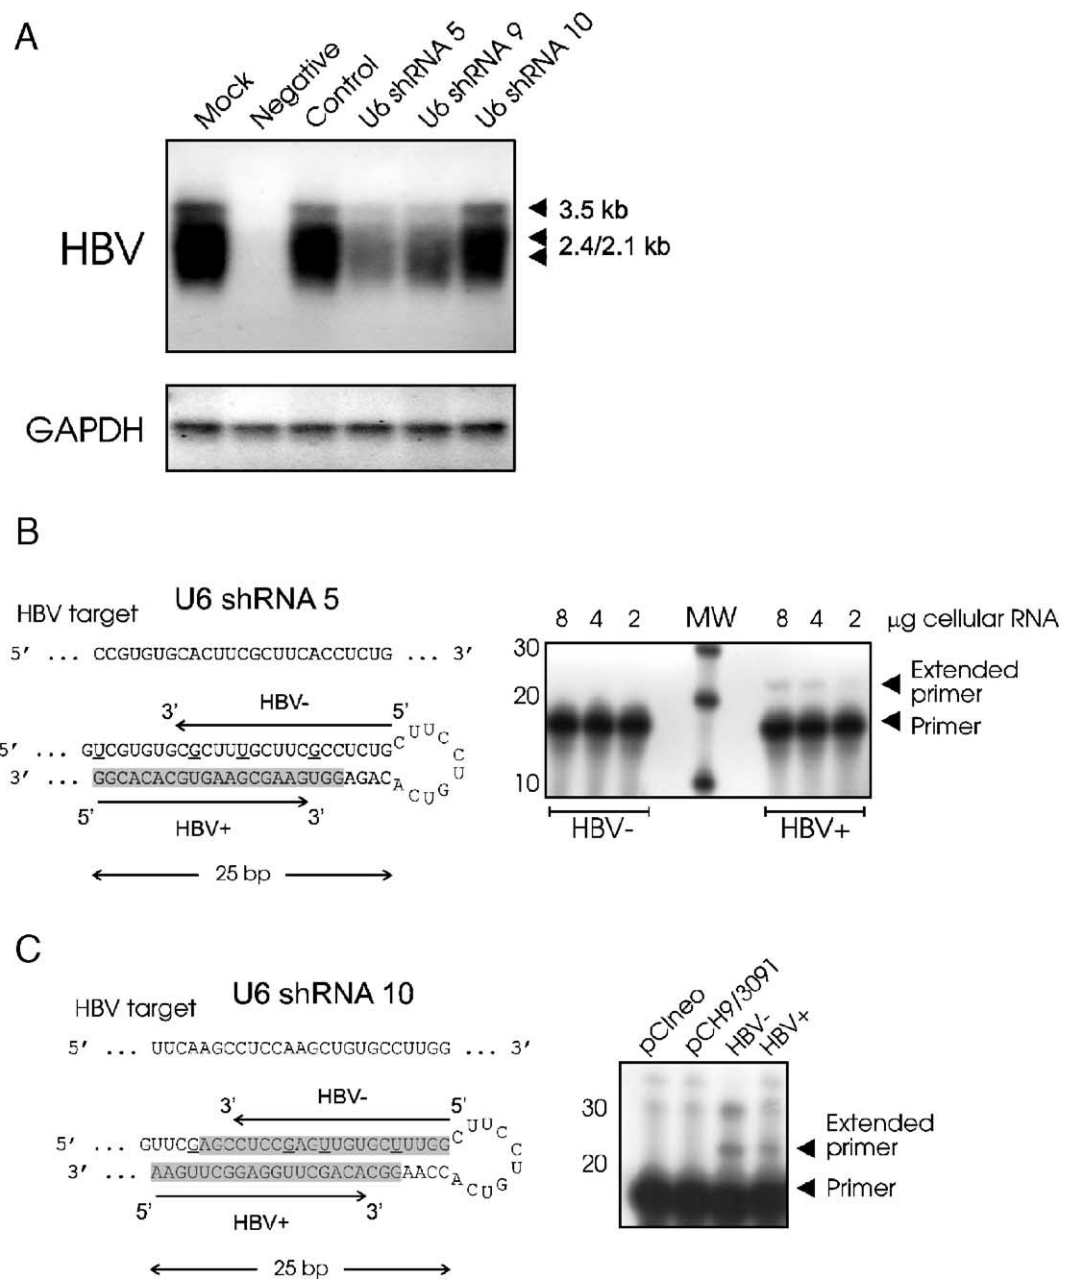 A
Mock
Negative
Control
U6 shRNA 5
U6 shRNA 9
U6 shRNA 10
HBV
3.5 kb
2.4/2.1 kb
GAPDH
B
U6 shRNA 5
HBV target
5′ ... CCGUGUGCACUUCGCUUCACCUCUG ... 3′
HBV-
3′ 5′
5′ ... GUCGUGUGCGCUUUGCUUCGCCUCUG
CUUCCUGUCA
3′ ... GGCACACGUGAAGCGAAGUGGAGAC
5′ 3′
HBV+
25 bp
8 4 2 MW 8 4 2 µg cellular RNA
30
20
10
Extended
primer
Primer
HBV- HBV+
C
U6 shRNA 10
HBV target
5′ ... UUCAAGCCUCCAAGCUGUGCCUUGG ... 3′
HBV-
3′ 5′
5′ ... GUUCGAGCCUCCGAGUUGUGCUUUGG
CUUCCUGUCA
3′ ... AAGUUCGGAGGUUCGACACGGAACC
5′ 3′
HBV+
25 bp
pCIneo
pCH9/3091
HBV-
HBV+
30
20
Extended
primer
Primer